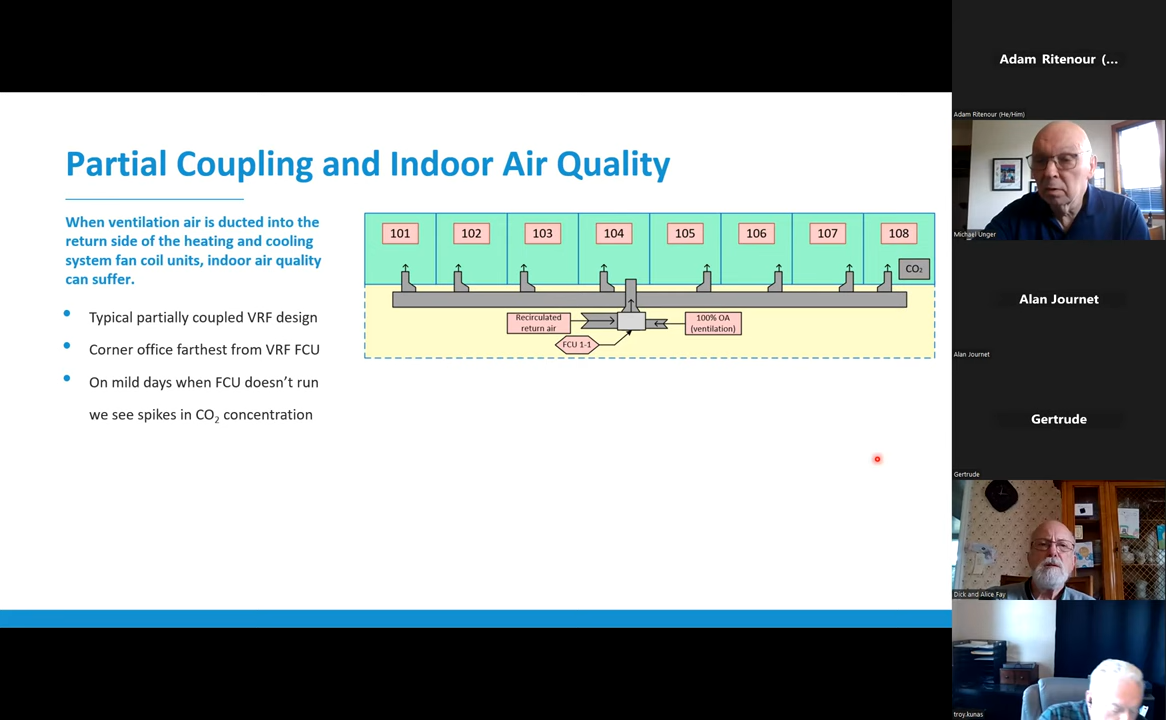 Partial Coupling and Indoor Air Quality
When ventilation air is ducted into the
return side of the heating and cooling
system fan coil units, indoor air quality
can suffer.
• Typical partially coupled VRF design
• Corner office farthest from VRF FCU
• On mild days when FCU doesn't run
we see spikes in CO₂ concentration
101
102
103
104
105
106
107
108
CO₂
Recirculated
return air
100% OA
(ventilation)
FCU 1-1
Adam Ritenour (...
Adam Ritenour (He/Him)
Michael Unger
Alan Journet
Alan Journet
Gertrude
Gertrude
Dick and Alice Fay
troy.kunas